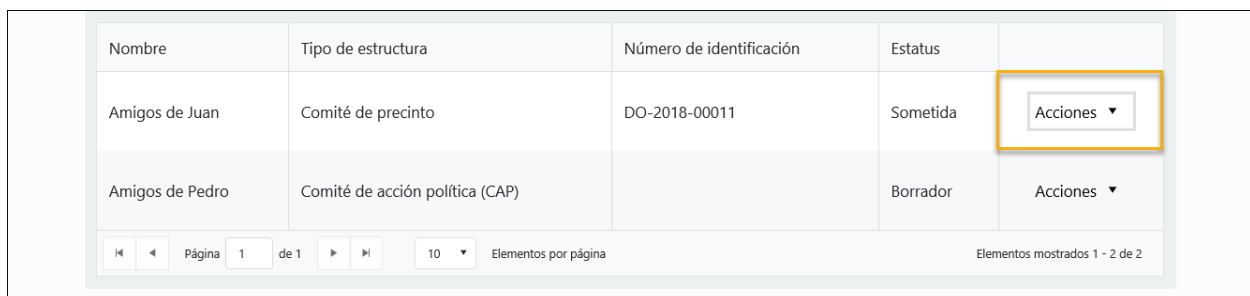 Nombre Tipo de estructura Número de identificación Estatus
Amigos de Juan Comité de precinto DO-2018-00011 Sometida Acciones
Amigos de Pedro Comité de acción política (CAP) Borrador Acciones
Página 1 de 1 10 Elementos por página Elementos mostrados 1 - 2 de 2